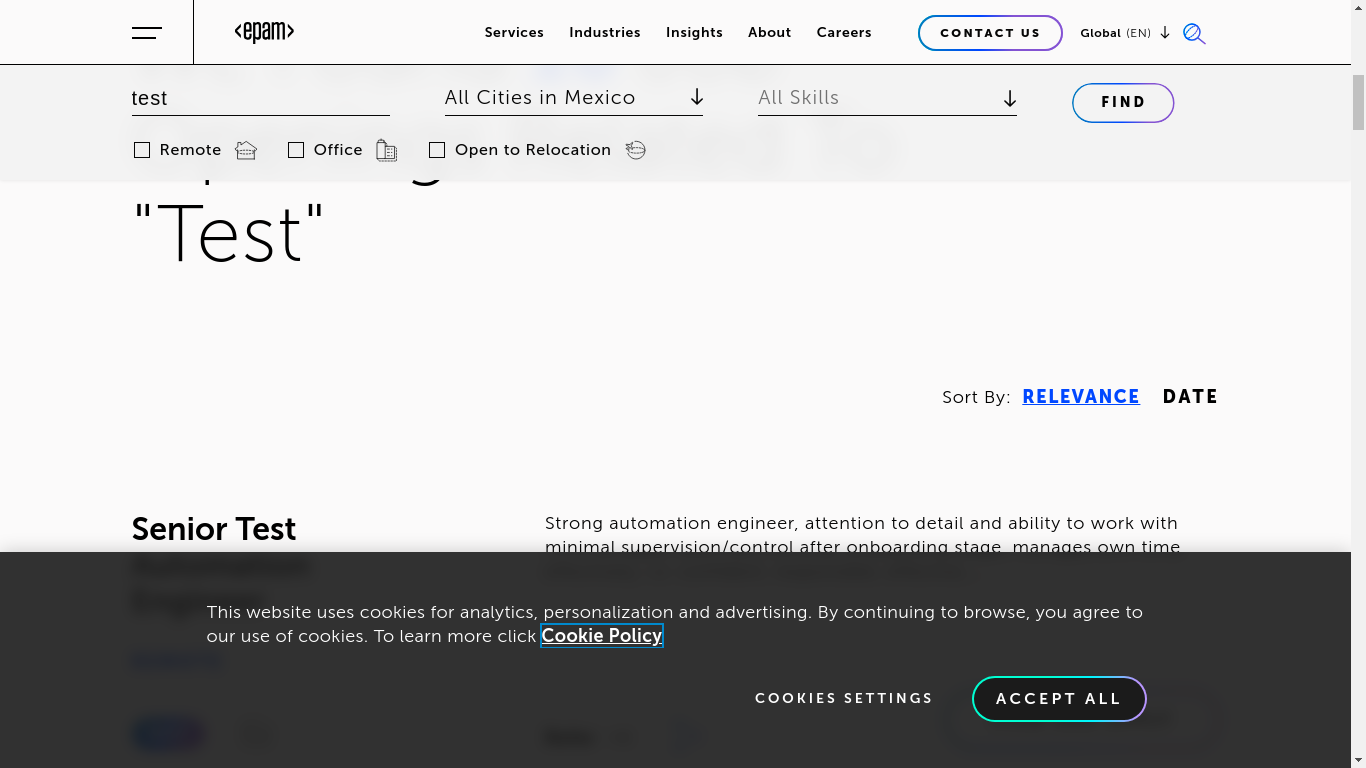 <epam>
Services Industries Insights About Careers CONTACT US Global (EN)
test All Cities in Mexico All Skills FIND
Remote Office Open to Relocation
"Test"
Sort By: RELEVANCE DATE
Senior Test
Strong automation engineer, attention to detail and ability to work with
minimal supervision/control after onboarding stage, manages own time
This website uses cookies for analytics, personalization and advertising. By continuing to browse, you agree to
our use of cookies. To learn more click Cookie Policy
COOKIES SETTINGS ACCEPT ALL